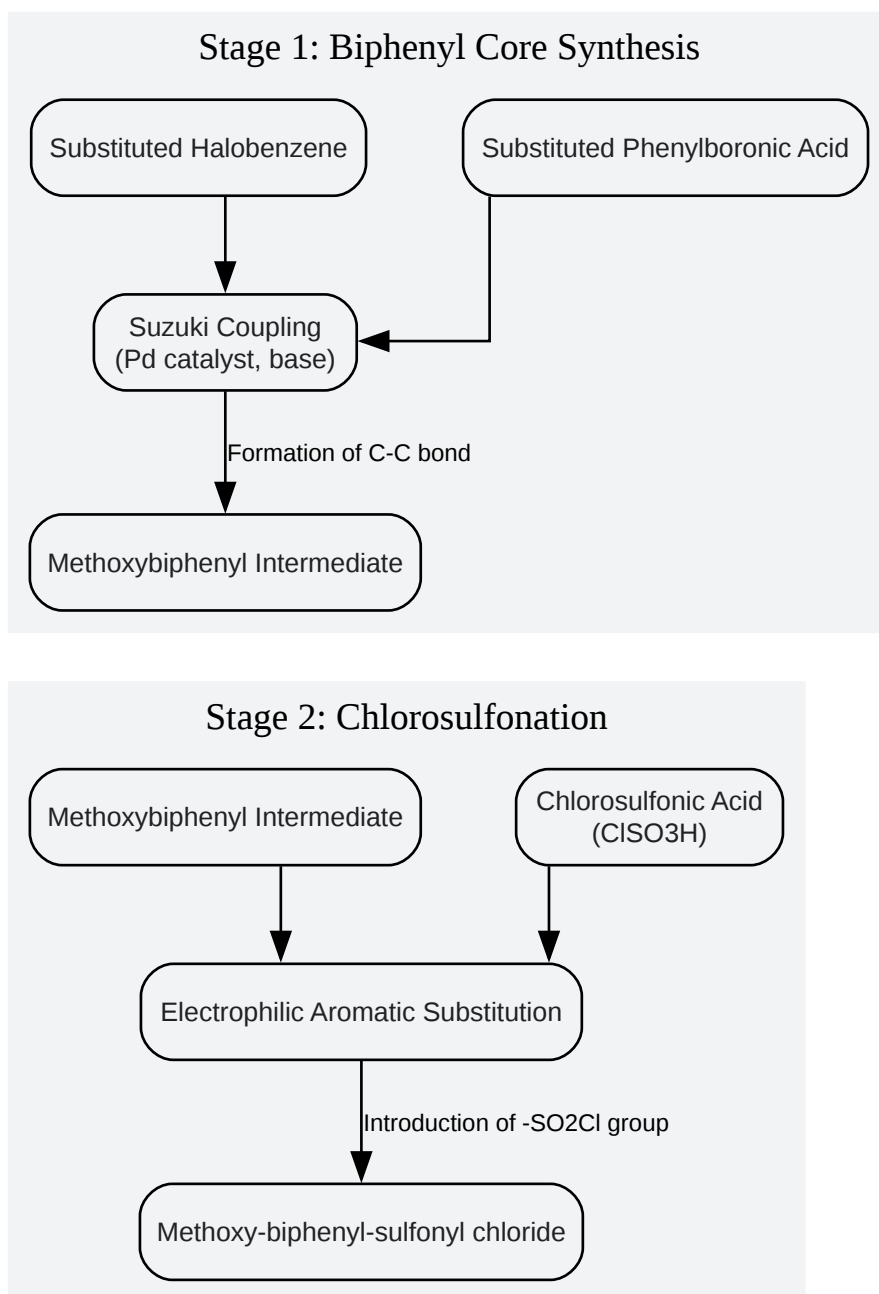 Stage 1: Biphenyl Core Synthesis
Substituted Halobenzene
Substituted Phenylboronic Acid
Suzuki Coupling
(Pd catalyst, base)
Formation of C-C bond
Methoxybiphenyl Intermediate
Stage 2: Chlorosulfonation
Methoxybiphenyl Intermediate
Chlorosulfonic Acid
(ClSO3H)
Electrophilic Aromatic Substitution
Introduction of -SO2Cl group
Methoxy-biphenyl-sulfonyl chloride